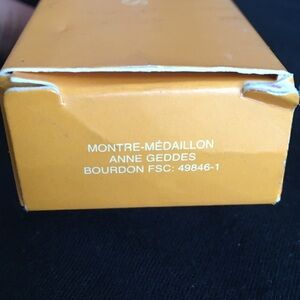 MONTRE-MÉDAILLON
ANNE GEDDES
BOURDON FSC: 49846-1